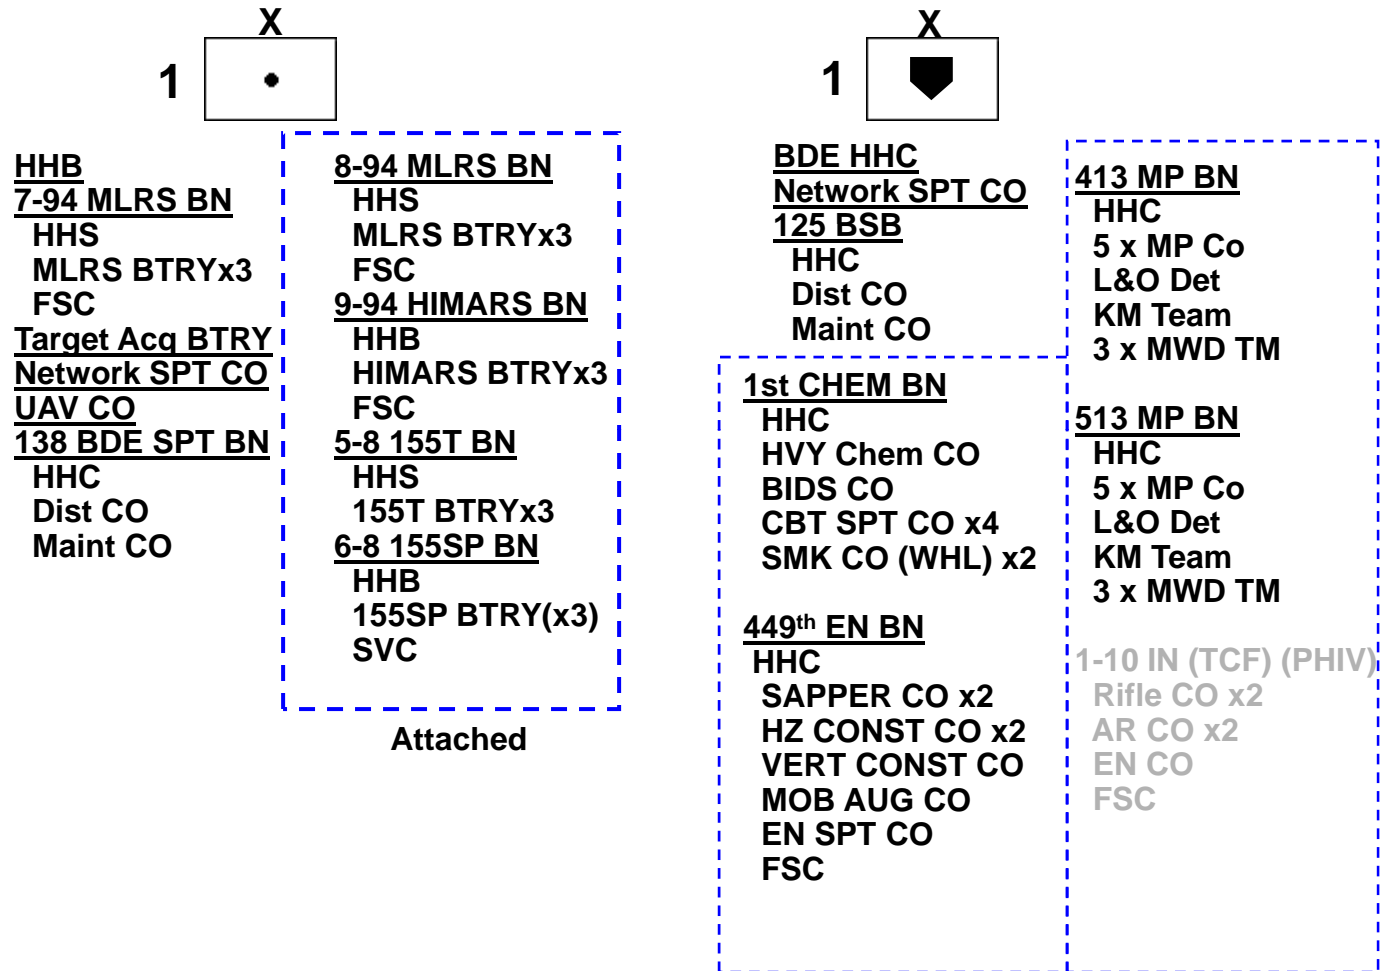 X
1
HHB
7-94 MLRS BN
HHS
MLRS BTRYx3
FSC
Target Acq BTRY
Network SPT CO
UAV CO
138 BDE SPT BN
HHC
Dist CO
Maint CO
8-94 MLRS BN
HHS
MLRS BTRYx3
FSC
9-94 HIMARS BN
HHB
HIMARS BTRYx3
FSC
5-8 155T BN
HHS
155T BTRYx3
6-8 155SP BN
HHB
155SP BTRY(x3)
SVC
Attached
X
1
BDE HHC
Network SPT CO
125 BSB
HHC
Dist CO
Maint CO
1st CHEM BN
HHC
HVY Chem CO
BIDS CO
CBT SPT CO x4
SMK CO (WHL) x2
449th EN BN
HHC
SAPPER CO x2
HZ CONST CO x2
VERT CONST CO
MOB AUG CO
EN SPT CO
FSC
413 MP BN
HHC
5 x MP Co
L&O Det
KM Team
3 x MWD TM
513 MP BN
HHC
5 x MP Co
L&O Det
KM Team
3 x MWD TM
1-10 IN (TCF) (PHIV)
Rifle CO x2
AR CO x2
EN CO
FSC